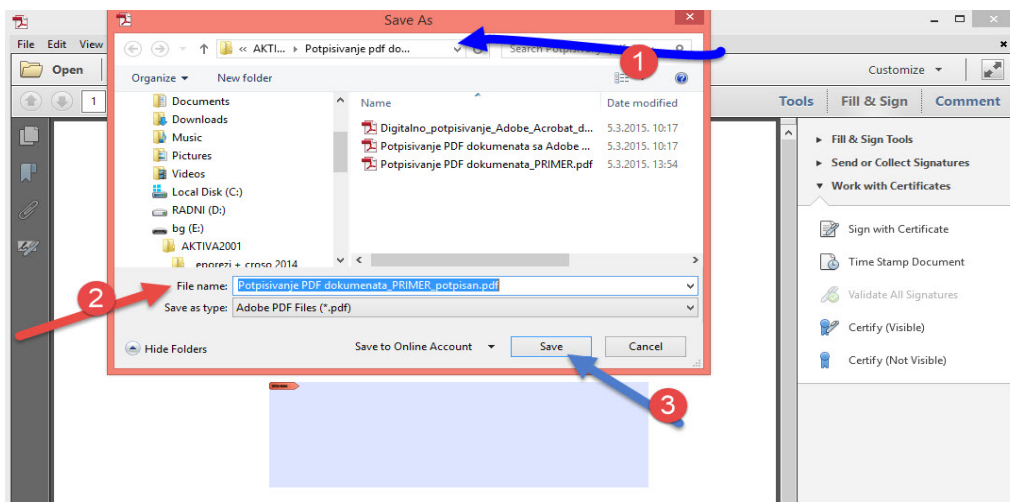 Save As
File Edit View
« AKTI... ▸ Potpisivanje pdf do...
Search Potpisivanje
1
Open
Customize
Organize
New folder
1
Tools
Fill & Sign
Comment
Documents
Downloads
Music
Pictures
Videos
Local Disk (C:)
RADNI (D:)
bg (E:)
AKTIVA2001
eporezi + croso 2014
Name
Date modified
Digitalno_potpisivanje_Adobe_Acrobat_d... 5.3.2015. 10:17
Potpisivanje PDF dokumenata sa Adobe ... 5.3.2015. 10:17
Potpisivanje PDF dokumenata_PRIMER.pdf 5.3.2015. 13:54
Fill & Sign Tools
Send or Collect Signatures
Work with Certificates
Sign with Certificate
Time Stamp Document
Validate All Signatures
Certify (Visible)
Certify (Not Visible)
2
File name: Potpisivanje PDF dokumenata_PRIMER_potpisan.pdf
Save as type: Adobe PDF Files (*.pdf)
Hide Folders
Save to Online Account
Save
Cancel
3